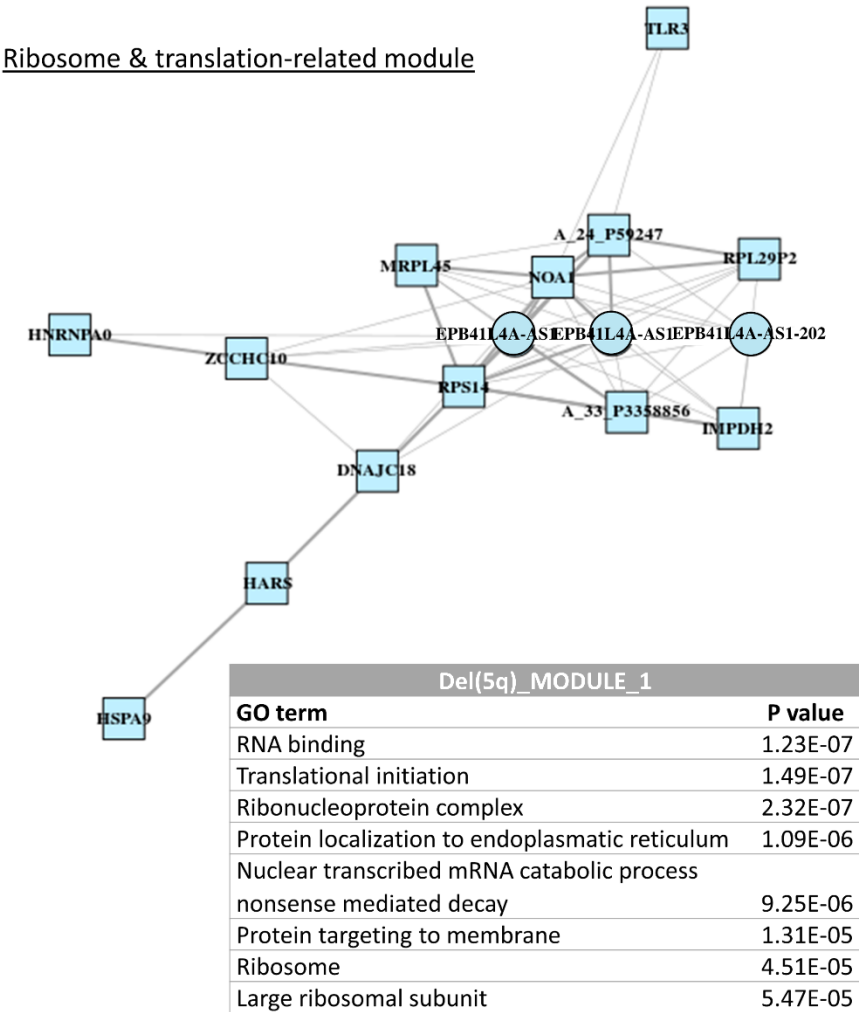 Ribosome & translation-related module
TLR3
A_24_P59247
MRPL45
NOA1
RPL29P2
HNRNPA0
ZCCHC10
EPB41L4A-AS1
EPB41L4A-AS1
EPB41L4A-AS1-202
RPS14
A_33_P3358856
IMPDH2
DNAJC18
HARS
HSPA9
Del(5q)_MODULE_1
GO term P value
RNA binding 1.23E-07
Translational initiation 1.49E-07
Ribonucleoprotein complex 2.32E-07
Protein localization to endoplasmatic reticulum 1.09E-06
Nuclear transcribed mRNA catabolic process
nonsense mediated decay 9.25E-06
Protein targeting to membrane 1.31E-05
Ribosome 4.51E-05
Large ribosomal subunit 5.47E-05